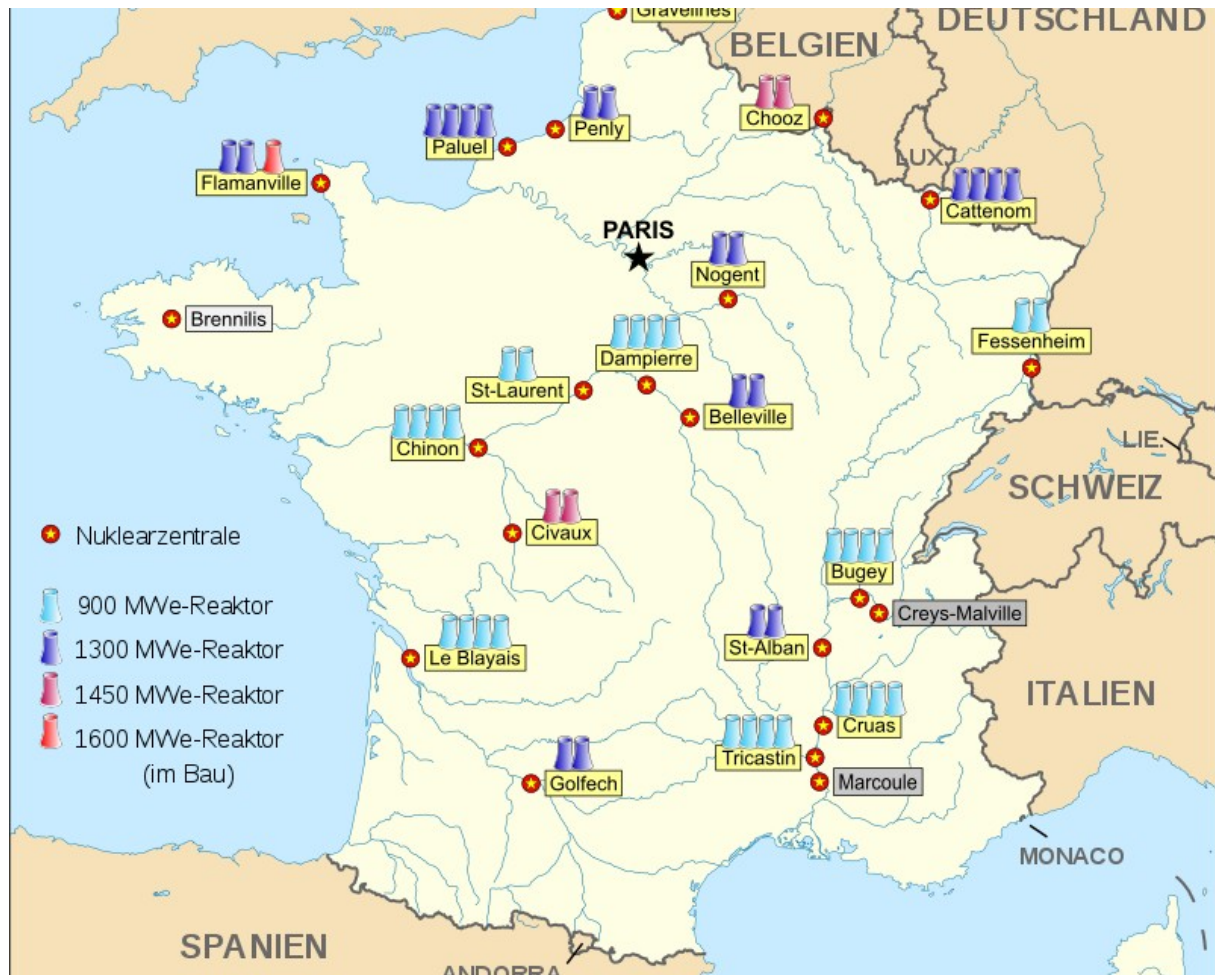 Gravelines
DEUTSCHLAND
BELGIEN
Chooz
Penly
Paluel
LUX.
Flamanville
Cattenom
PARIS
Nogent
Brennilis
Fessenheim
Dampierre
St-Laurent
Belleville
Chinon
LIE.
SCHWEIZ
Civaux
Nuklearzentrale
Bugey
900 MWe-Reaktor
Creys-Malville
St-Alban
1300 MWe-Reaktor
Le Blayais
1450 MWe-Reaktor
ITALIEN
Cruas
1600 MWe-Reaktor
(im Bau)
Tricastin
Golfech
Marcoule
MONACO
SPANIEN
ANDORRA